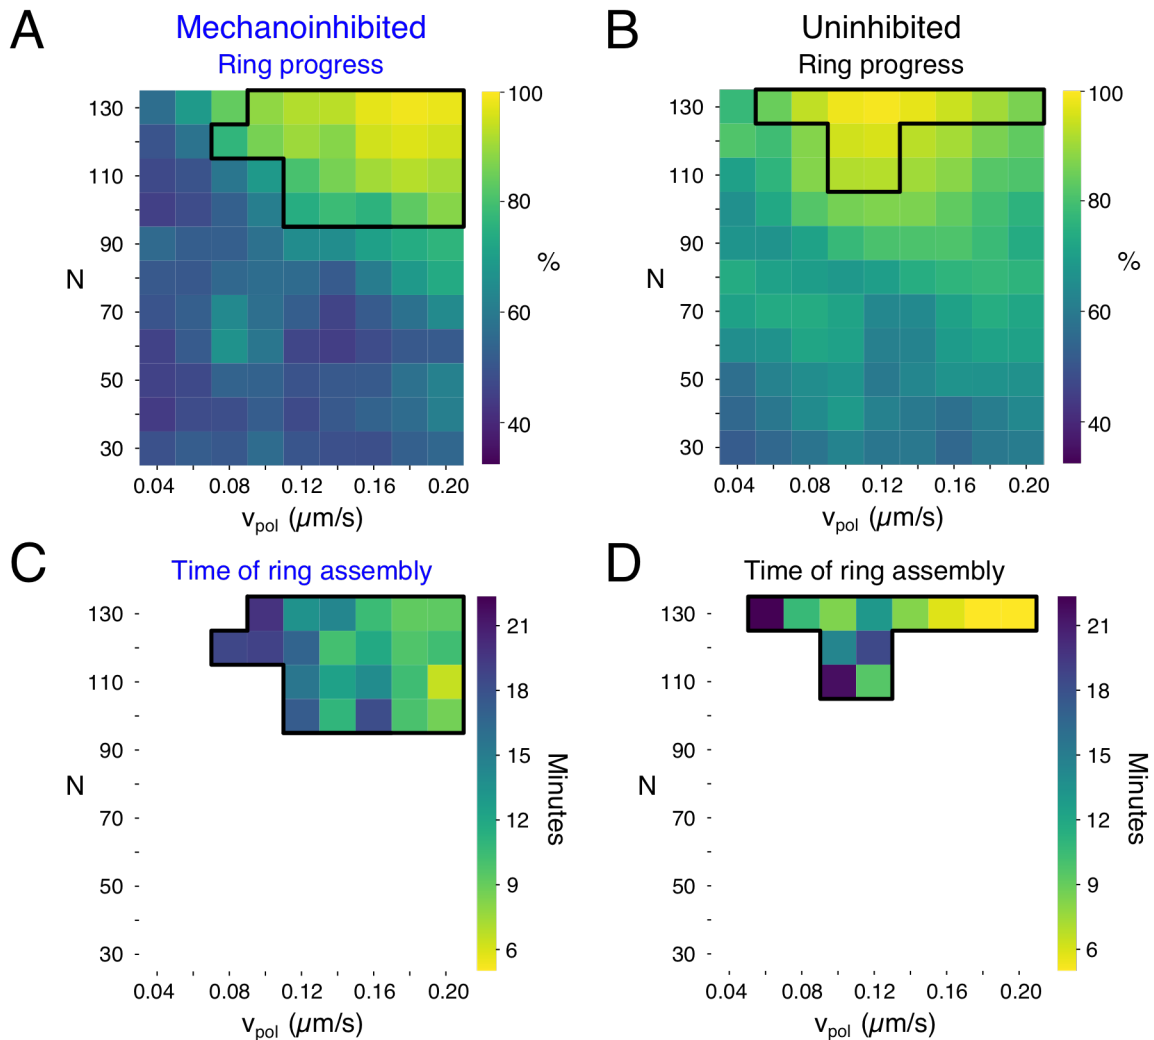 A
Mechanoinhibited
Ring progress
130
110
90
70
50
30
N
0.04 0.08 0.12 0.16 0.20
vpol (µm/s)
100
80
60
40
%
B
Uninhibited
Ring progress
130
110
90
70
50
30
N
0.04 0.08 0.12 0.16 0.20
vpol (µm/s)
100
80
60
40
%
C
Time of ring assembly
130
110
90
70
50
30
N
0.04 0.08 0.12 0.16 0.20
vpol (µm/s)
21
18
15
12
9
6
Minutes
D
Time of ring assembly
130
110
90
70
50
30
N
0.04 0.08 0.12 0.16 0.20
vpol (µm/s)
21
18
15
12
9
6
Minutes